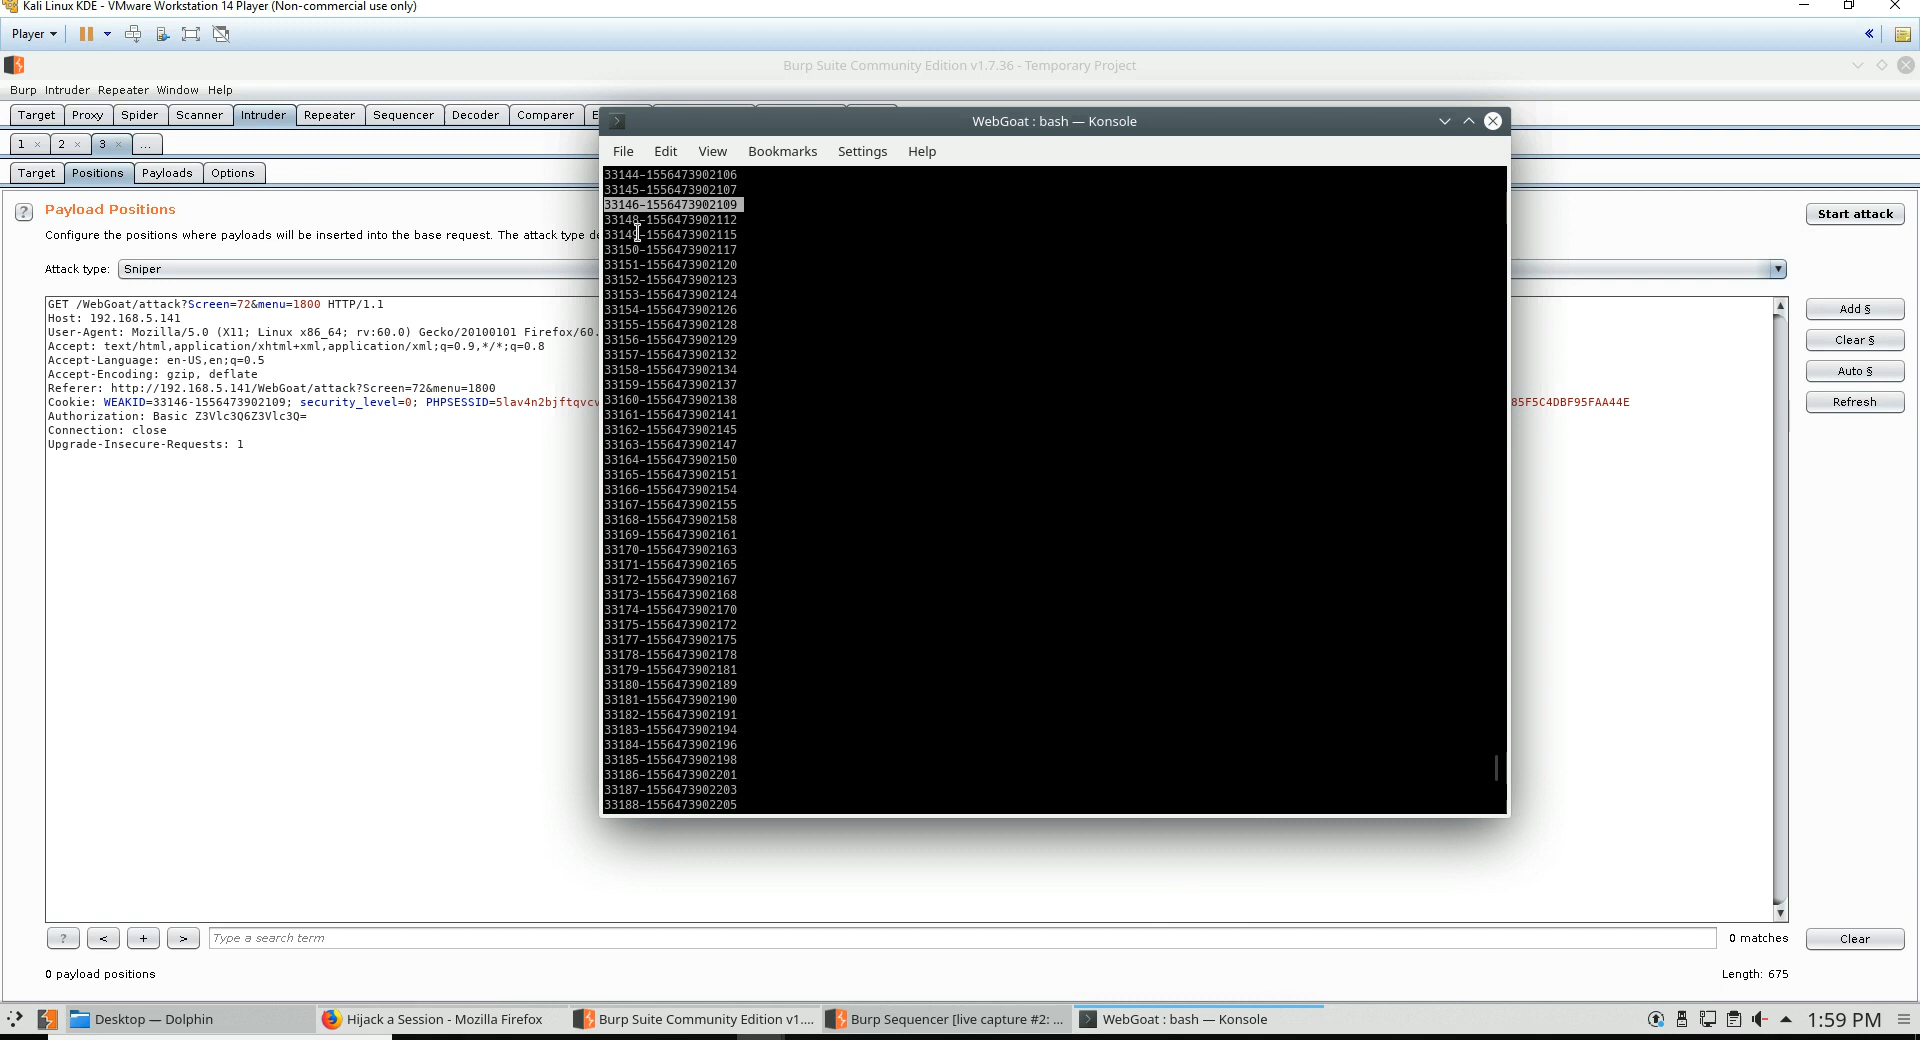 Kali Linux KDE - VMware Workstation 14 Player (Non-commercial use only)
Player
Burp Suite Community Edition v1.7.36 - Temporary Project
Burp Intruder Repeater Window Help
Target Proxy Spider Scanner Intruder Repeater Sequencer Decoder Comparer E
1 × 2 × 3 × ...
Target Positions Payloads Options
? Payload Positions
Configure the positions where payloads will be inserted into the base request. The attack type de
Attack type: Sniper
GET /WebGoat/attack?Screen=72&menu=1800 HTTP/1.1
Host: 192.168.5.141
User-Agent: Mozilla/5.0 (X11; Linux x86_64; rv:60.0) Gecko/20100101 Firefox/60.
Accept: text/html,application/xhtml+xml,application/xml;q=0.9,*/*;q=0.8
Accept-Language: en-US,en;q=0.5
Accept-Encoding: gzip, deflate
Referer: http://192.168.5.141/WebGoat/attack?Screen=72&menu=1800
Cookie: WEAKID=33146-1556473902109; security_level=0; PHPSESSID=5lav4n2bjftqvcv
85F5C4DBF95FAA44E
Authorization: Basic Z3Vlc3Q6Z3Vlc3Q=
Connection: close
Upgrade-Insecure-Requests: 1
Start attack
Add §
Clear §
Auto §
Refresh
WebGoat : bash — Konsole
File Edit View Bookmarks Settings Help
33144-1556473902106
33145-1556473902107
33146-1556473902109
33148-1556473902112
33149-1556473902115
33150-1556473902117
33151-1556473902120
33152-1556473902123
33153-1556473902124
33154-1556473902126
33155-1556473902128
33156-1556473902129
33157-1556473902132
33158-1556473902134
33159-1556473902137
33160-1556473902138
33161-1556473902141
33162-1556473902145
33163-1556473902147
33164-1556473902150
33165-1556473902151
33166-1556473902154
33167-1556473902155
33168-1556473902158
33169-1556473902161
33170-1556473902163
33171-1556473902165
33172-1556473902167
33173-1556473902168
33174-1556473902170
33175-1556473902172
33177-1556473902175
33178-1556473902178
33179-1556473902181
33180-1556473902189
33181-1556473902190
33182-1556473902191
33183-1556473902194
33184-1556473902196
33185-1556473902198
33186-1556473902201
33187-1556473902203
33188-1556473902205
? < + > Type a search term 0 matches Clear
0 payload positions Length: 675
Desktop — Dolphin Hijack a Session - Mozilla Firefox Burp Suite Community Edition v1.... Burp Sequencer [live capture #2: ... WebGoat : bash — Konsole 1:59 PM